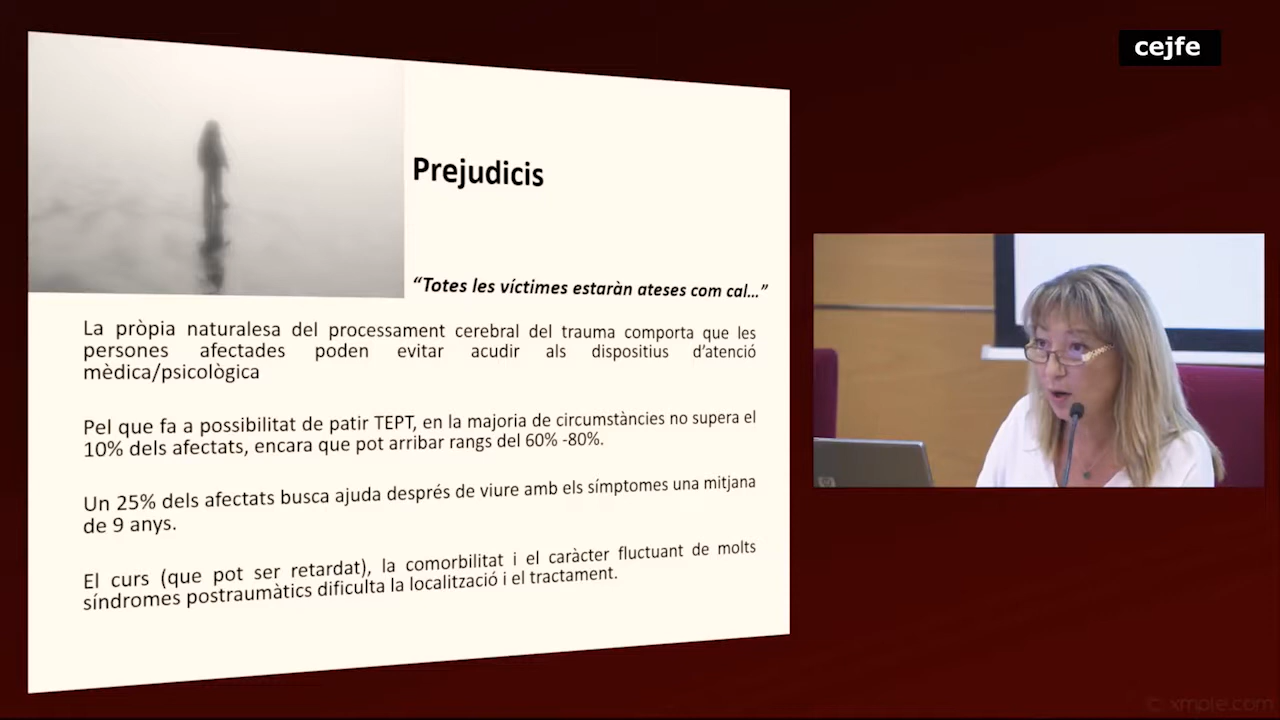 cejfe
Prejudicis
“Totes les víctimes estaràn ateses com cal...”
La pròpia naturalesa del processament cerebral del trauma comporta que les
persones afectades poden evitar acudir als dispositius d’atenció
mèdica/psicològica
Pel que fa a possibilitat de patir TEPT, en la majoria de circumstàncies no supera el
10% dels afectats, encara que pot arribar rangs del 60% -80%.
Un 25% dels afectats busca ajuda després de viure amb els símptomes una mitjana
de 9 anys.
El curs (que pot ser retardat), la comorbilitat i el caràcter fluctuant de molts
síndromes postraumàtics dificulta la localització i el tractament.
© xmple.com